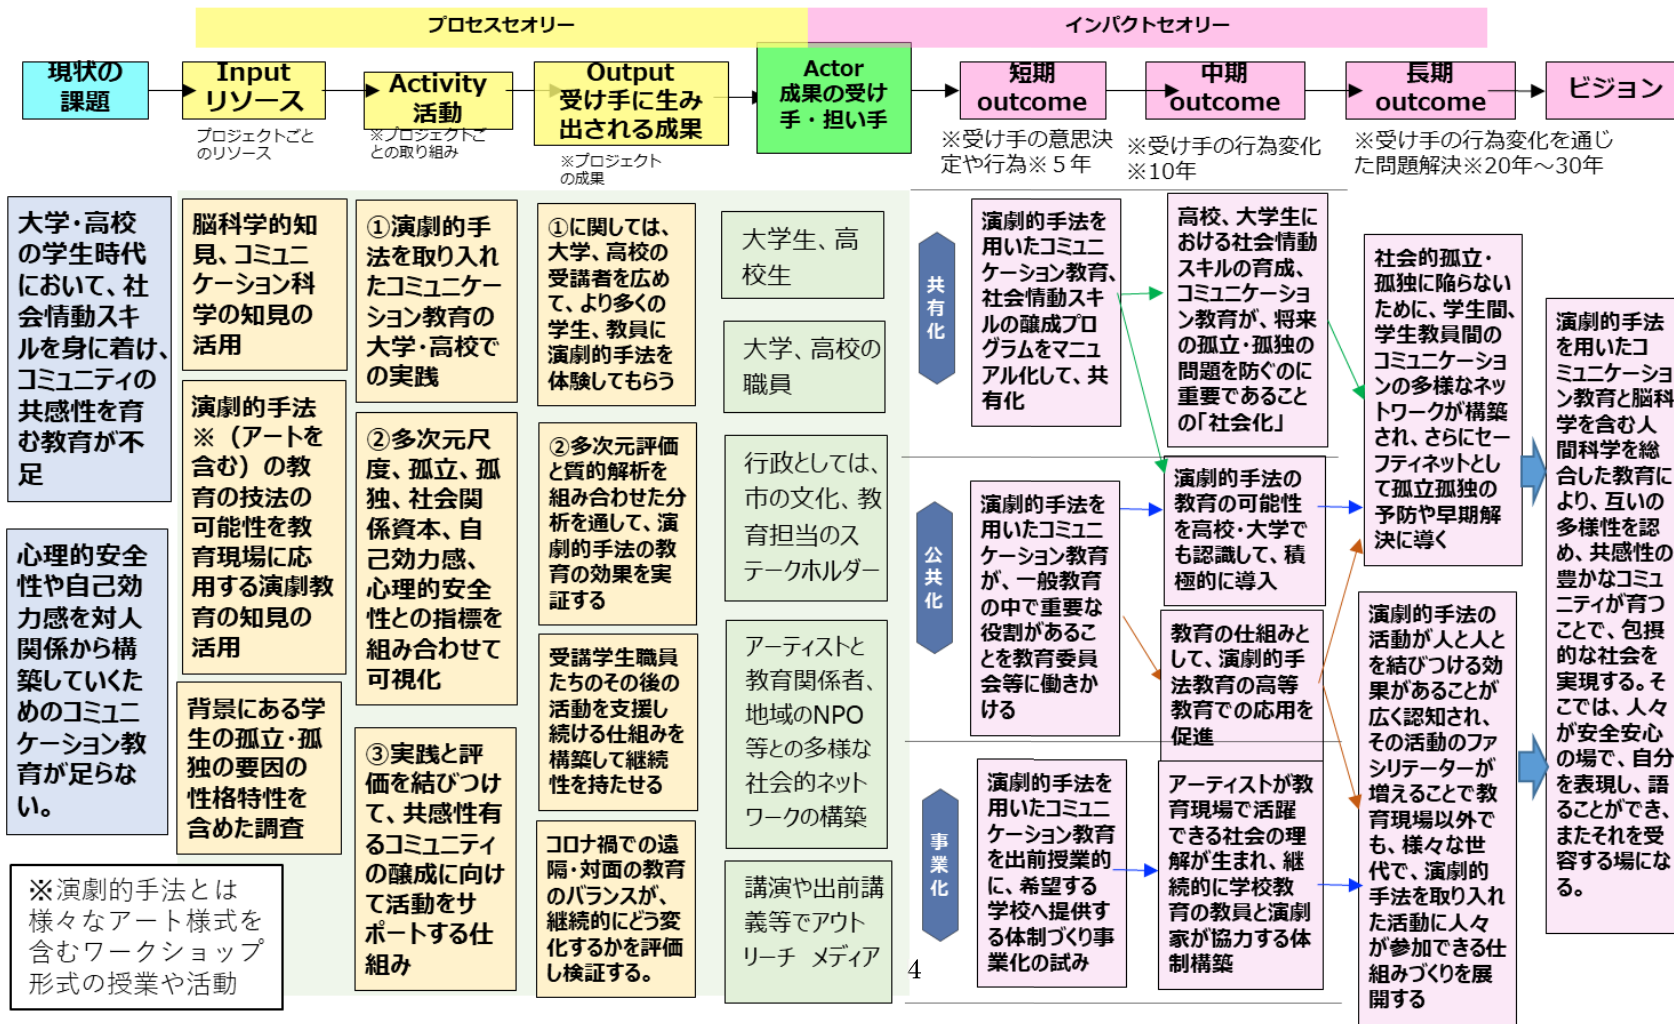 プロセスセオリー
インパクトセオリー
現状の
課題
Input
リソース
プロジェクトごと
のリソース
Activity
活動
※プロジェクトご
との取り組み
Output
受け手に生み
出される成果
※プロジェクト
の成果
Actor
成果の受け
手・担い手
短期
outcome
※受け手の意思決
定や行為※５年
中期
outcome
※受け手の行為変化
※10年
長期
outcome
※受け手の行為変化を通じ
た問題解決※20年～30年
ビジョン
大学・高校
の学生時代
において、社
会情動スキ
ルを身に着け、
コミュニティの
共感性を育
む教育が不
足
心理的安全
性や自己効
力感を対人
関係から構
築していくた
めのコミュニ
ケーション教
育が足らな
い。
※演劇的手法とは
様々なアート様式を
含むワークショップ
形式の授業や活動
脳科学的知
見、コミュニ
ケーション科
学の知見の
活用
演劇的手法
※（アートを
含む）の教
育の技法の
可能性を教
育現場に応
用する演劇教
育の知見の
活用
背景にある学
生の孤立・孤
独の要因の
性格特性を
含めた調査
①演劇的手
法を取り入れ
たコミュニケー
ション教育の
大学・高校で
の実践
②多次元尺
度、孤立、孤
独、社会関
係資本、自
己効力感、
心理的安全
性との指標を
組み合わせて
可視化
③実践と評
価を結びつけ
て、共感性有
るコミュニティ
の醸成に向け
て活動をサ
ポートする仕
組み
①に関しては、
大学、高校の
受講者を広め
て、より多くの
学生、教員に
演劇的手法を
体験してもらう
②多次元評価
と質的解析を
組み合わせた分
析を通して、演
劇的手法の教
育の効果を実
証する
受講学生職員
たちのその後の
活動を支援し
続ける仕組みを
構築して継続
性を持たせる
コロナ禍での遠
隔・対面の教育
のバランスが、
継続的にどう変
化するかを評価
し検証する。
大学生、高
校生
大学、高校の
職員
行政としては、
市の文化、教
育担当のス
テークホルダー
アーティストと
教育関係者、
地域のNPO
等との多様な
社会的ネット
ワークの構築
講演や出前講
義等でアウト
リーチ　メディア
4
共有化
公共化
事業化
演劇的手法を
用いたコミュニ
ケーション教育、
社会情動スキ
ルの醸成プロ
グラムをマニュ
アル化して、共
有化
演劇的手法を
用いたコミュニ
ケーション教育
が、一般教育
の中で重要な
役割があるこ
とを教育委員
会等に働きか
ける
演劇的手法を
用いたコミュニ
ケーション教育
を出前授業的
に、希望する
学校へ提供す
る体制づくり事
業化の試み
高校、大学生に
おける社会情動
スキルの育成、
コミュニケーショ
ン教育が、将来
の孤立・孤独の
問題を防ぐのに
重要であること
の「社会化」
演劇的手法の
教育の可能性
を高校・大学で
も認識して、積
極的に導入
教育の仕組みと
して、演劇的手
法教育の高等
教育での応用を
促進
アーティストが教
育現場で活躍
できる社会の理
解が生まれ、継
続的に学校教
育の教員と演劇
家が協力する体
制構築
社会的孤立・
孤独に陥らない
ために、学生間、
学生教員間の
コミュニケーショ
ンの多様なネッ
トワークが構築
され、さらにセー
フティネットとし
て孤立孤独の
予防や早期解
決に導く
演劇的手法の
活動が人と人と
を結びつける効
果があることが
広く認知され、
その活動のファ
シリテーターが
増えることで教
育現場以外で
も、様々な世
代で、演劇的
手法を取り入れ
た活動に人々
が参加できる仕
組みづくりを展
開する
演劇的手法
を用いたコ
ミュニケーショ
ン教育と脳科
学を含む人
間科学を総
合した教育に
より、互いの
多様性を認
め、共感性の
豊かなコミュ
ニティが育つ
ことで、包摂
的な社会を
実現する。そ
こでは、人々
が安全安心
の場で、自分
を表現し、語
ることができ、
またそれを受
容する場にな
る。